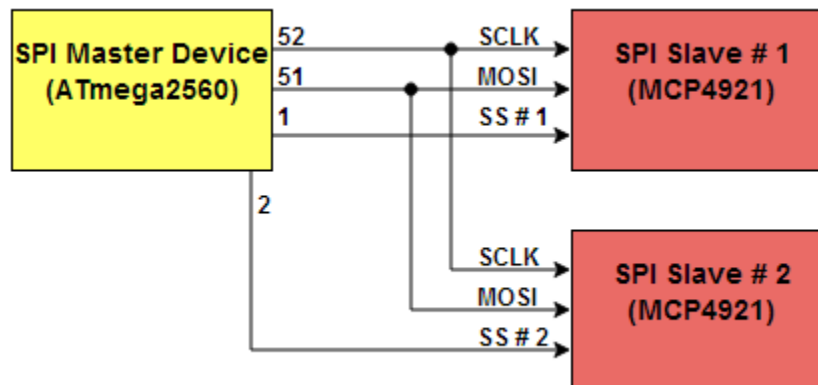 SPI Master Device
(ATmega2560)
52
SCLK
51
MOSI
1
SS # 1
SPI Slave # 1
(MCP4921)
2
SCLK
MOSI
SS # 2
SPI Slave # 2
(MCP4921)